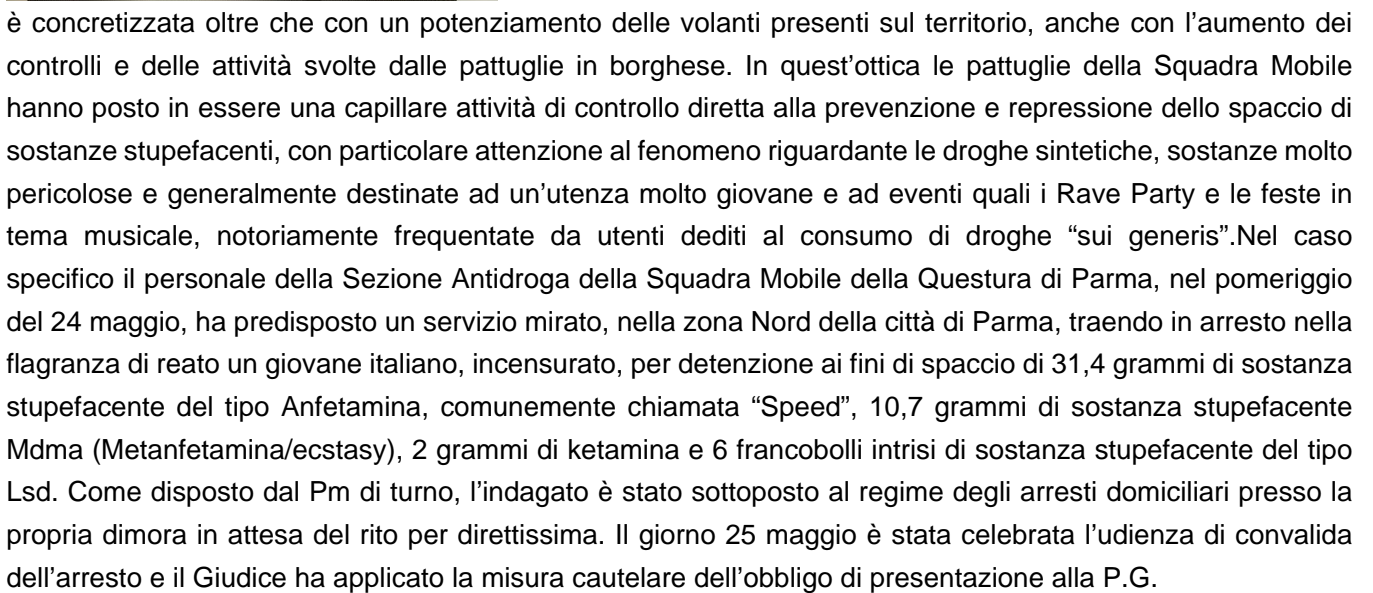 è concretizzata oltre che con un potenziamento delle volanti presenti sul territorio, anche con l’aumento dei
controlli e delle attività svolte dalle pattuglie in borghese. In quest’ottica le pattuglie della Squadra Mobile
hanno posto in essere una capillare attività di controllo diretta alla prevenzione e repressione dello spaccio di
sostanze stupefacenti, con particolare attenzione al fenomeno riguardante le droghe sintetiche, sostanze molto
pericolose e generalmente destinate ad un’utenza molto giovane e ad eventi quali i Rave Party e le feste in
tema musicale, notoriamente frequentate da utenti dediti al consumo di droghe “sui generis”.Nel caso
specifico il personale della Sezione Antidroga della Squadra Mobile della Questura di Parma, nel pomeriggio
del 24 maggio, ha predisposto un servizio mirato, nella zona Nord della città di Parma, traendo in arresto nella
flagranza di reato un giovane italiano, incensurato, per detenzione ai fini di spaccio di 31,4 grammi di sostanza
stupefacente del tipo Anfetamina, comunemente chiamata “Speed”, 10,7 grammi di sostanza stupefacente
Mdma (Metanfetamina/ecstasy), 2 grammi di ketamina e 6 francobolli intrisi di sostanza stupefacente del tipo
Lsd. Come disposto dal Pm di turno, l’indagato è stato sottoposto al regime degli arresti domiciliari presso la
propria dimora in attesa del rito per direttissima. Il giorno 25 maggio è stata celebrata l’udienza di convalida
dell’arresto e il Giudice ha applicato la misura cautelare dell’obbligo di presentazione alla P.G.